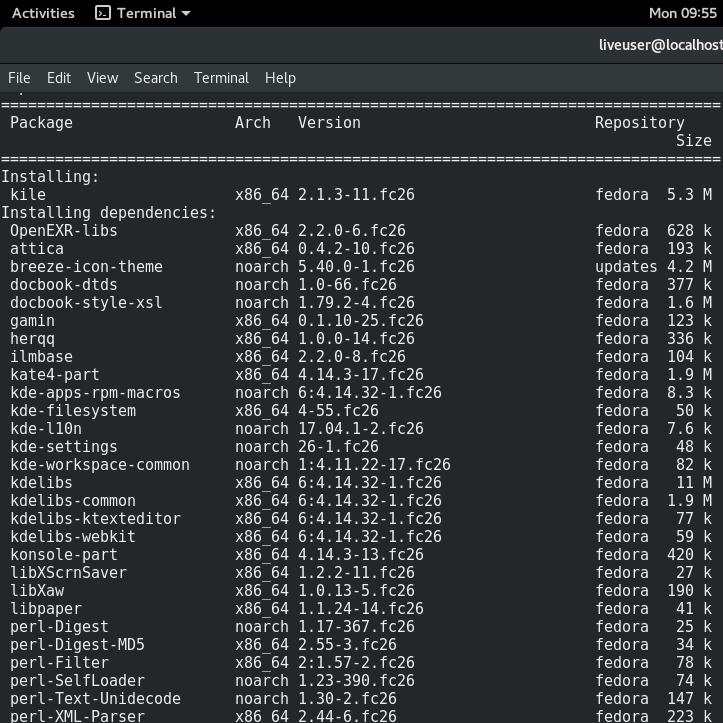 Activities Terminal Mon 09:55
liveuser@localhost
File Edit View Search Terminal Help
================================================================================
Package Arch Version Repository
Size
================================================================================
Installing:
kile x86_64 2.1.3-11.fc26 fedora 5.3 M
Installing dependencies:
OpenEXR-libs x86_64 2.2.0-6.fc26 fedora 628 k
attica x86_64 0.4.2-10.fc26 fedora 193 k
breeze-icon-theme noarch 5.40.0-1.fc26 updates 4.2 M
docbook-dtds noarch 1.0-66.fc26 fedora 377 k
docbook-style-xsl noarch 1.79.2-4.fc26 fedora 1.6 M
gamin x86_64 0.1.10-25.fc26 fedora 123 k
herqq x86_64 1.0.0-14.fc26 fedora 336 k
ilmbase x86_64 2.2.0-8.fc26 fedora 104 k
kate4-part x86_64 4.14.3-17.fc26 fedora 1.9 M
kde-apps-rpm-macros noarch 6:4.14.32-1.fc26 fedora 8.3 k
kde-filesystem x86_64 4-55.fc26 fedora 50 k
kde-l10n noarch 17.04.1-2.fc26 fedora 7.6 k
kde-settings noarch 26-1.fc26 fedora 48 k
kde-workspace-common noarch 1:4.11.22-17.fc26 fedora 82 k
kdelibs x86_64 6:4.14.32-1.fc26 fedora 11 M
kdelibs-common x86_64 6:4.14.32-1.fc26 fedora 1.9 M
kdelibs-ktexteditor x86_64 6:4.14.32-1.fc26 fedora 77 k
kdelibs-webkit x86_64 6:4.14.32-1.fc26 fedora 59 k
konsole-part x86_64 4.14.3-13.fc26 fedora 420 k
libXScrnSaver x86_64 1.2.2-11.fc26 fedora 27 k
libXaw x86_64 1.0.13-5.fc26 fedora 190 k
libpaper x86_64 1.1.24-14.fc26 fedora 41 k
perl-Digest noarch 1.17-367.fc26 fedora 25 k
perl-Digest-MD5 x86_64 2.55-3.fc26 fedora 34 k
perl-Filter x86_64 2:1.57-2.fc26 fedora 78 k
perl-SelfLoader noarch 1.23-390.fc26 fedora 74 k
perl-Text-Unidecode noarch 1.30-2.fc26 fedora 147 k
perl-XML-Parser x86_64 2.44-6.fc26 fedora 223 k